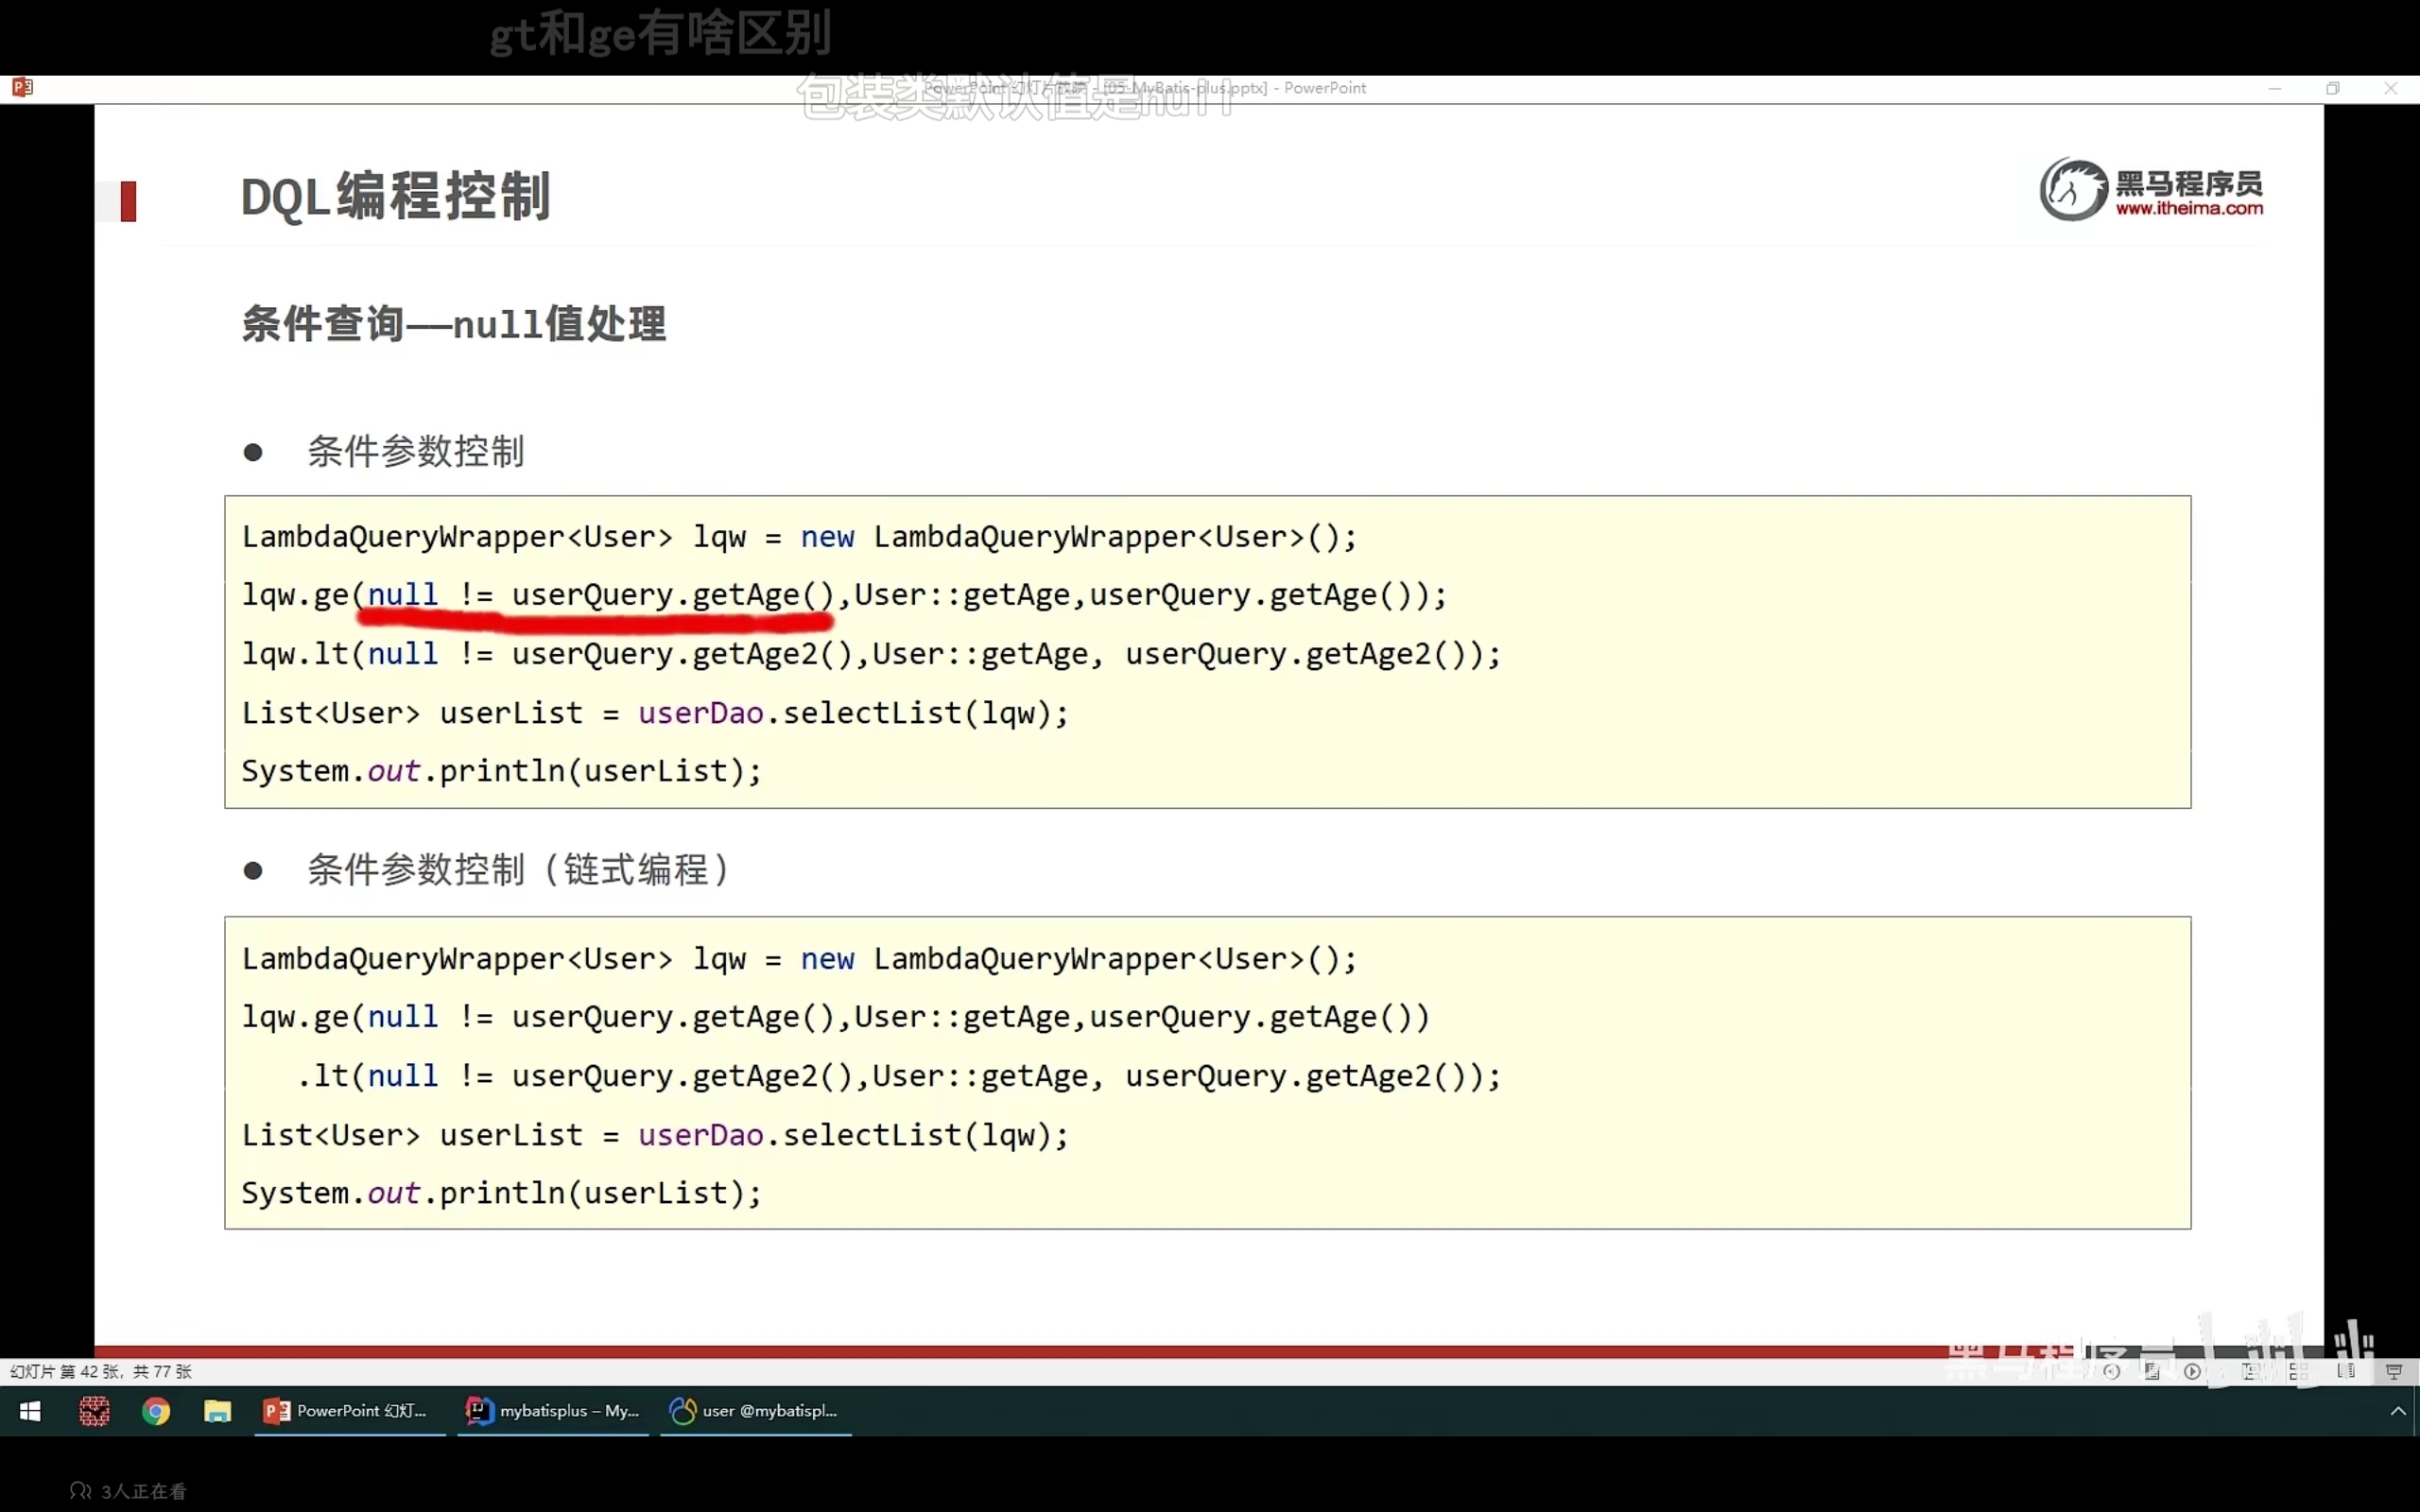 gt和ge有啥区别
包装类默认值是null
PowerPoint 幻灯片放映 - [05-MyBatis-plus.pptx] - PowerPoint
DQL编程控制
黑马程序员
www.itheima.com
条件查询——null值处理
● 条件参数控制
LambdaQueryWrapper<User> lqw = new LambdaQueryWrapper<User>();
lqw.ge(null != userQuery.getAge(),User::getAge,userQuery.getAge());
lqw.lt(null != userQuery.getAge2(),User::getAge, userQuery.getAge2());
List<User> userList = userDao.selectList(lqw);
System.out.println(userList);
● 条件参数控制（链式编程）
LambdaQueryWrapper<User> lqw = new LambdaQueryWrapper<User>();
lqw.ge(null != userQuery.getAge(),User::getAge,userQuery.getAge())
.lt(null != userQuery.getAge2(),User::getAge, userQuery.getAge2());
List<User> userList = userDao.selectList(lqw);
System.out.println(userList);
黑马程序员
幻灯片 第 42 张，共 77 张
PowerPoint 幻灯...
mybatisplus – My...
user @mybatispl...
3人正在看